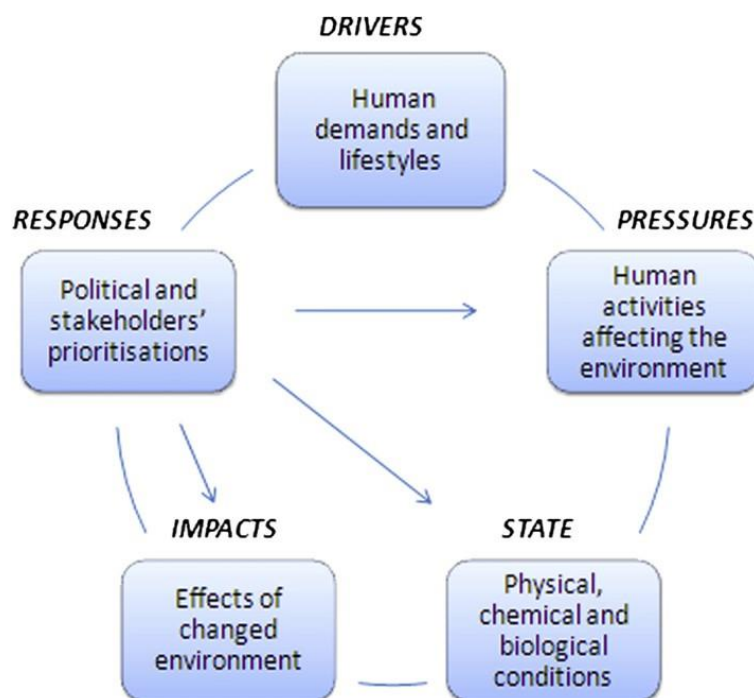 DRIVERS
Human
demands and
lifestyles
RESPONSES
Political and
stakeholders’
prioritisations
PRESSURES
Human
activities
affecting the
environment
IMPACTS
Effects of
changed
environment
STATE
Physical,
chemical and
biological
conditions